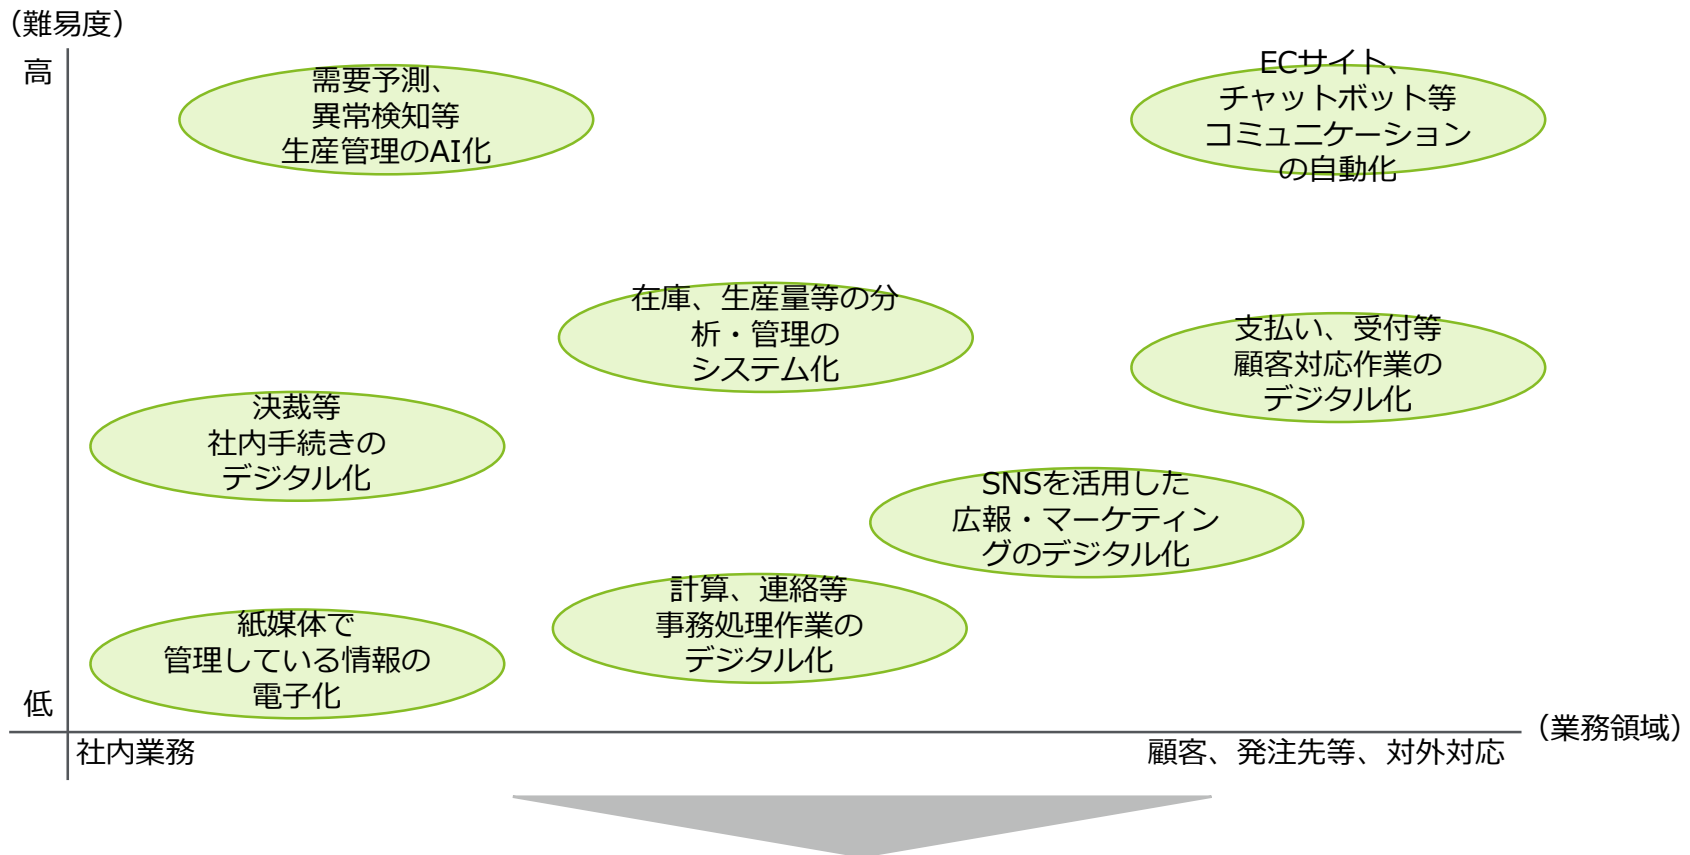 （難易度）
高
需要予測、
異常検知等
生産管理のAI化
ECサイト、
チャットボット等
コミュニケーション
の自動化
在庫、生産量等の分
析・管理の
システム化
支払い、受付等
顧客対応作業の
デジタル化
決裁等
社内手続きの
デジタル化
SNSを活用した
広報・マーケティン
グのデジタル化
計算、連絡等
事務処理作業の
デジタル化
紙媒体で
管理している情報の
電子化
低
（業務領域）
社内業務
顧客、発注先等、対外対応